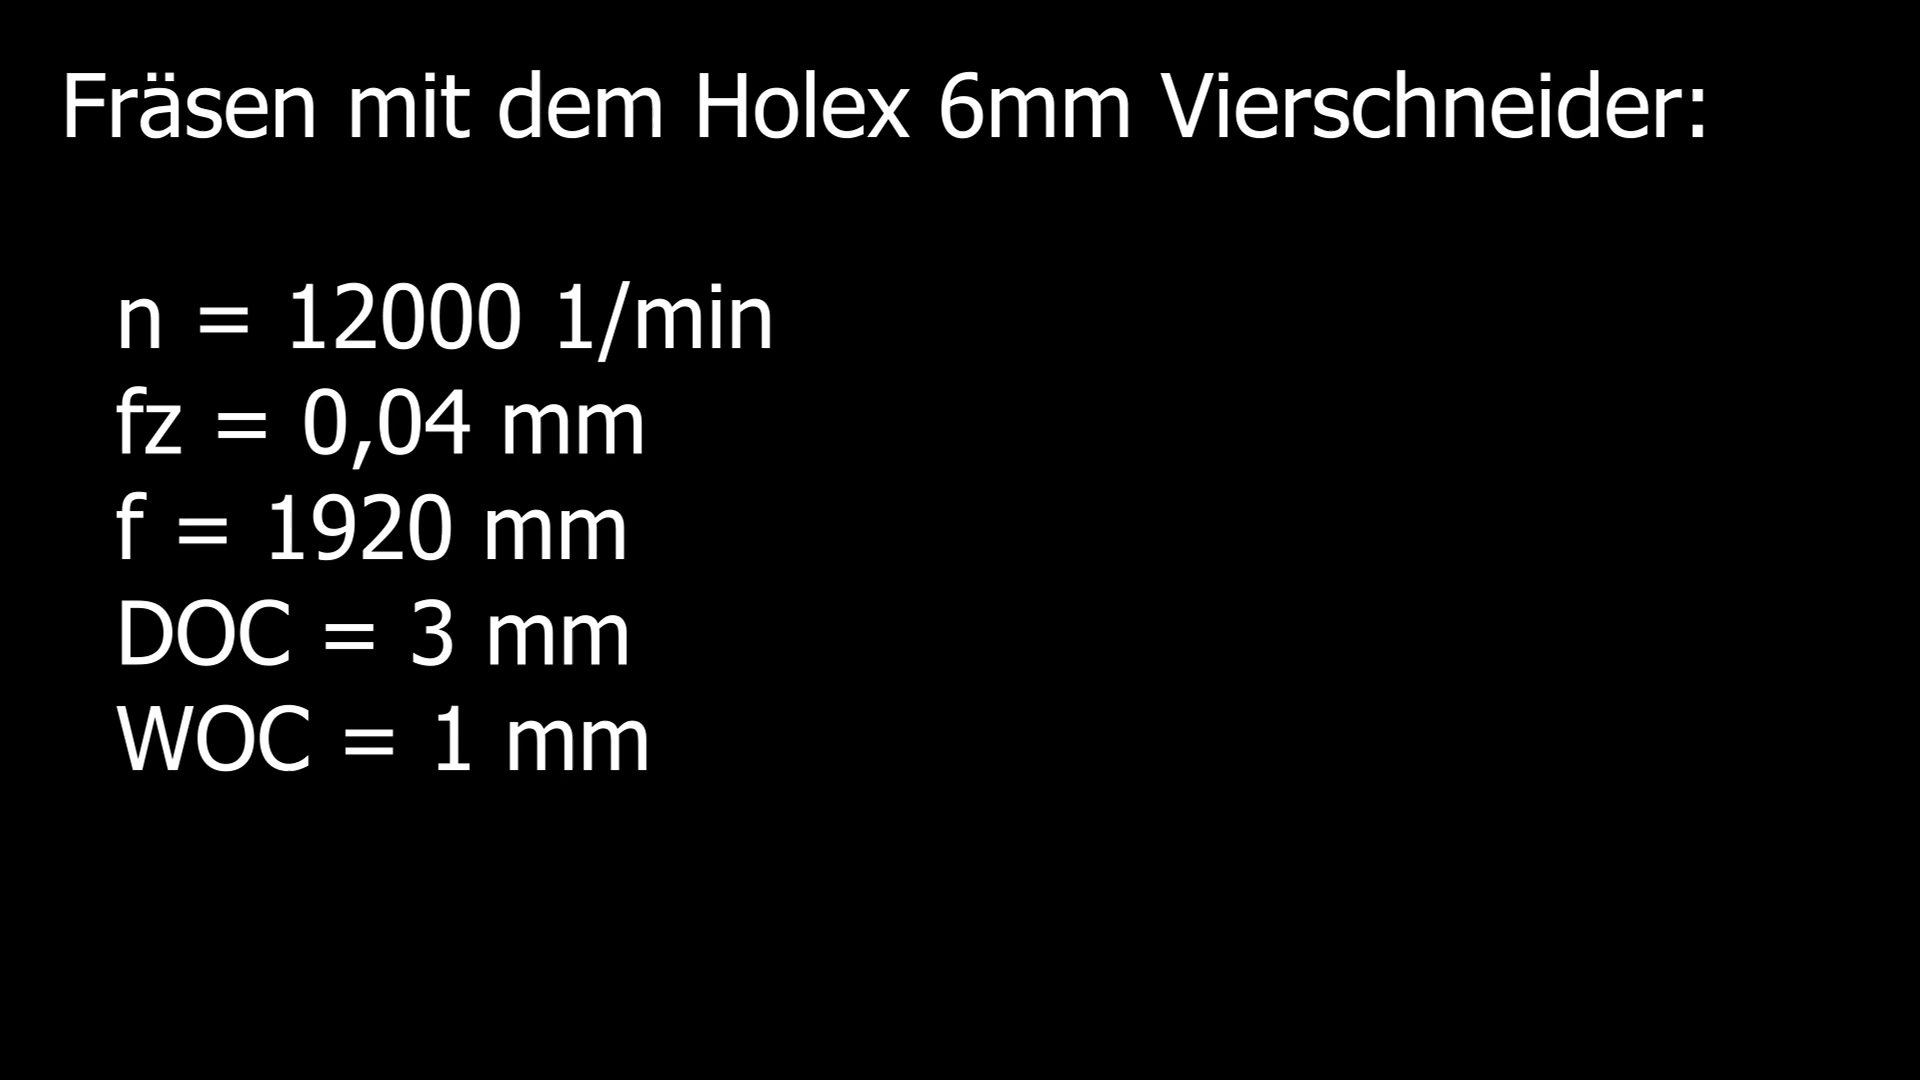 Fräsen mit dem Holex 6mm Vierschneider:
n = 12000 1/min
fz = 0,04 mm
f = 1920 mm
DOC = 3 mm
WOC = 1 mm